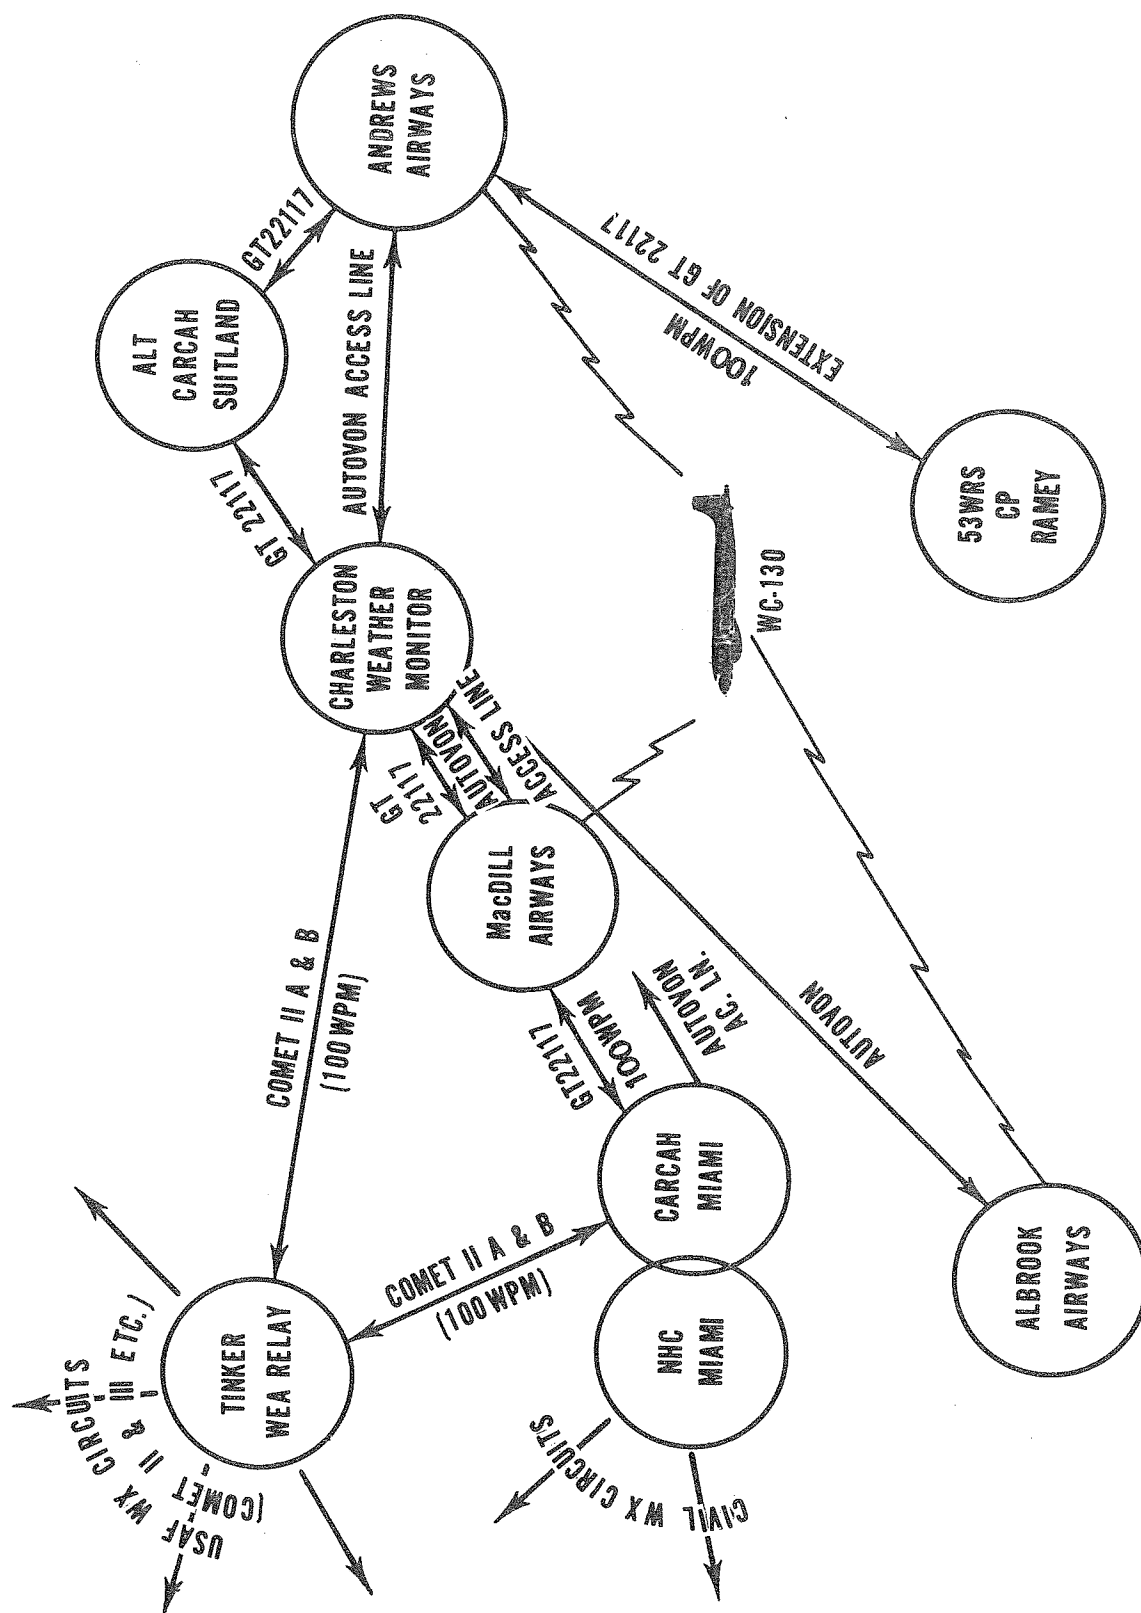 USAF WX CIRCUITS
(COMET II & III ETC.)
TINKER
WEA RELAY
COMET II A & B
(100WPM)
CHARLESTON
WEATHER
MONITOR
GT 22117
ALT
CARCAH
SUITLAND
GT22117
AUTOVON ACCESS LINE
ANDREWS
AIRWAYS
COMET II A & B
(100WPM)
GT
22117
AUTOVON
ACCESS LINE
MacDILL
AIRWAYS
GT22117
100WPM
CIVIL WX CIRCUITS
NHC
MIAMI
CARCAH
MIAMI
AUTOVON
AC. LN.
WC-130
EXTENSION OF GT 22117
100WPM
AUTOVON
ALBROOK
AIRWAYS
53WRS
CP
RAMEY